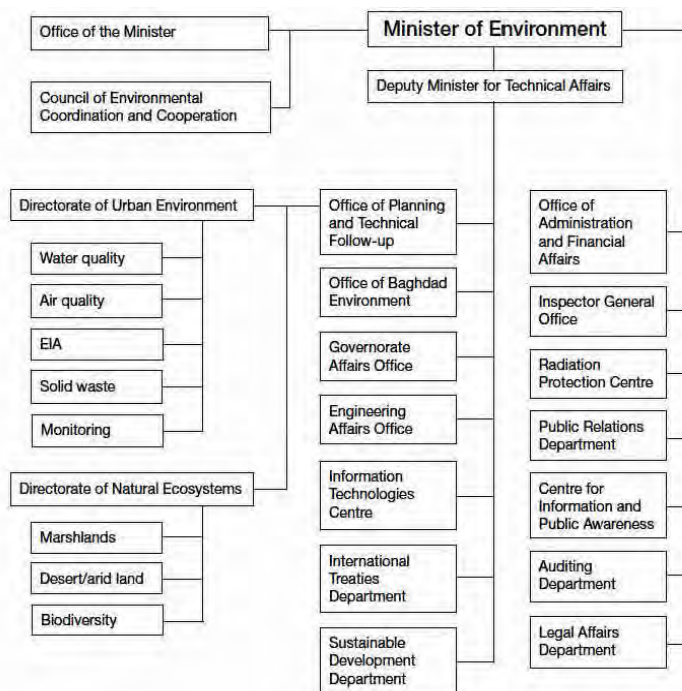 Minister of Environment
Office of the Minister
Council of Environmental
Coordination and Cooperation
Deputy Minister for Technical Affairs
Directorate of Urban Environment
Water quality
Air quality
EIA
Solid waste
Monitoring
Directorate of Natural Ecosystems
Marshlands
Desert/arid land
Biodiversity
Office of Planning
and Technical
Follow-up
Office of Baghdad
Environment
Governorate
Affairs Office
Engineering
Affairs Office
Information
Technologies
Centre
International
Treaties
Department
Sustainable
Development
Department
Office of
Administration
and Financial
Affairs
Inspector General
Office
Radiation
Protection Centre
Public Relations
Department
Centre for
Information and
Public Awareness
Auditing
Department
Legal Affairs
Department